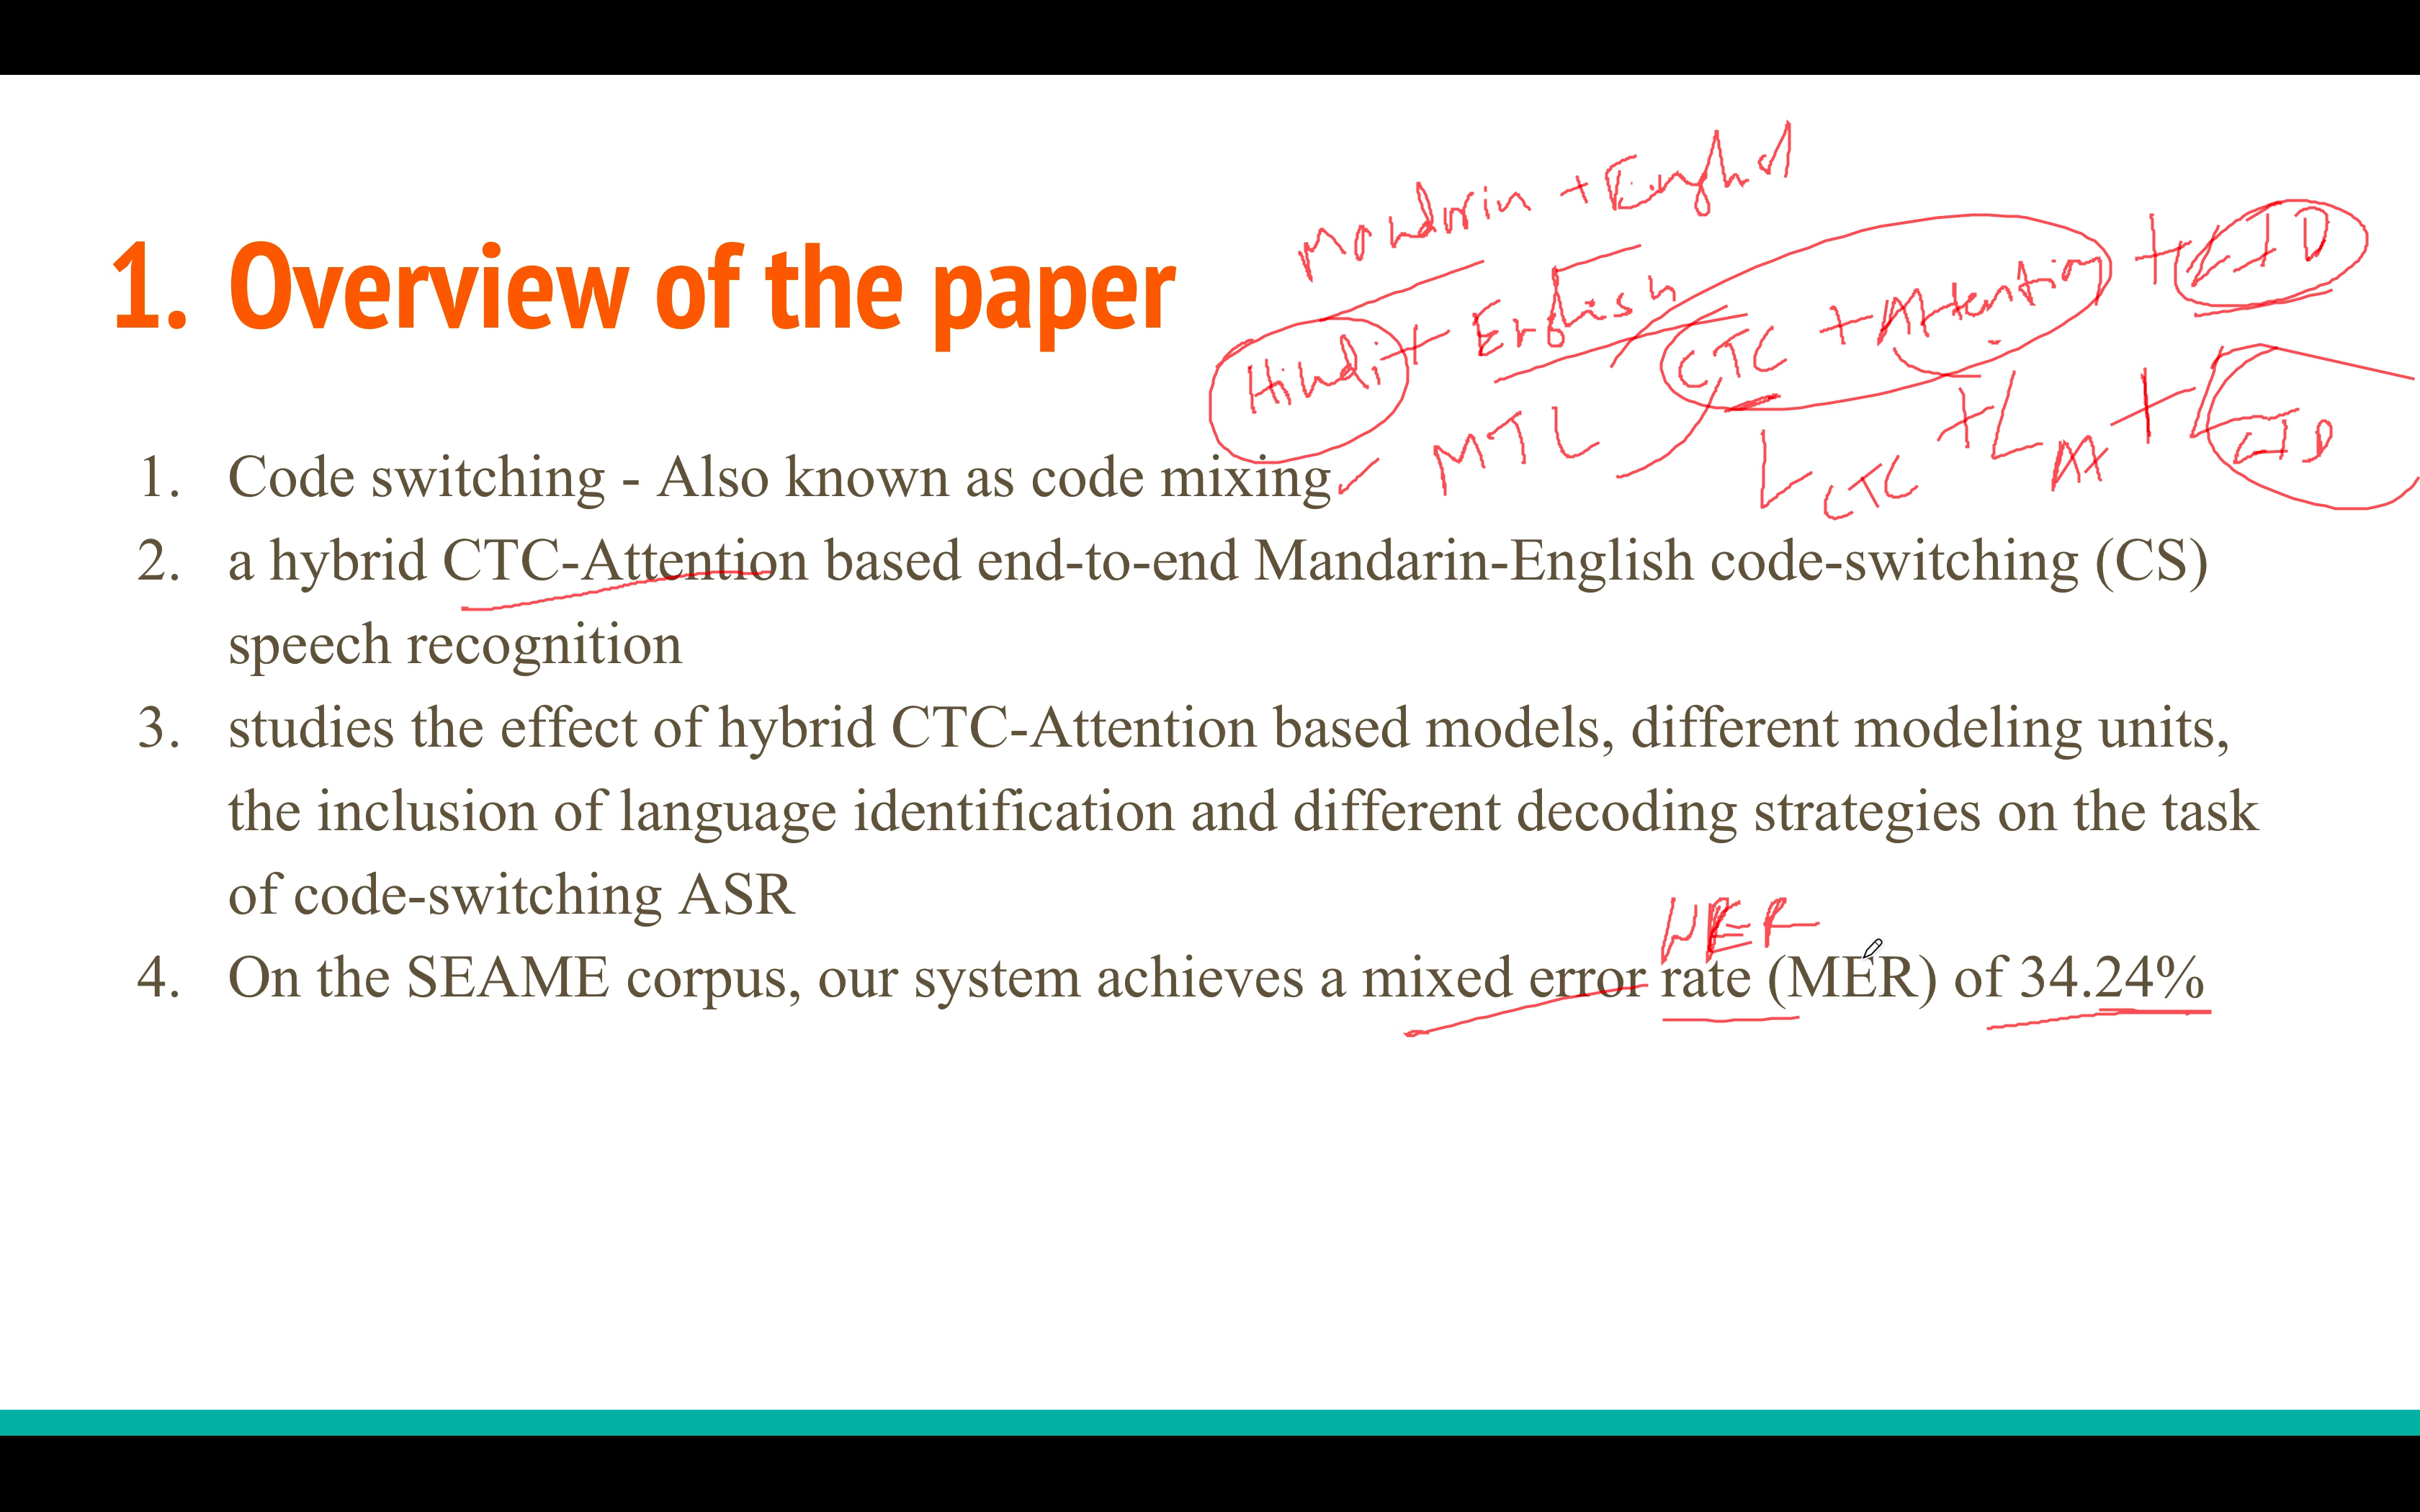 Mandarin + English
1. Overview of the paper
Hindi + English
CTC + Attention + LID
MTL
L CTC + L A + LID
1. Code switching - Also known as code mixing
2. a hybrid CTC-Attention based end-to-end Mandarin-English code-switching (CS)
speech recognition
3. studies the effect of hybrid CTC-Attention based models, different modeling units,
the inclusion of language identification and different decoding strategies on the task
of code-switching ASR
4. On the SEAME corpus, our system achieves a mixed error rate (MER) of 34.24%